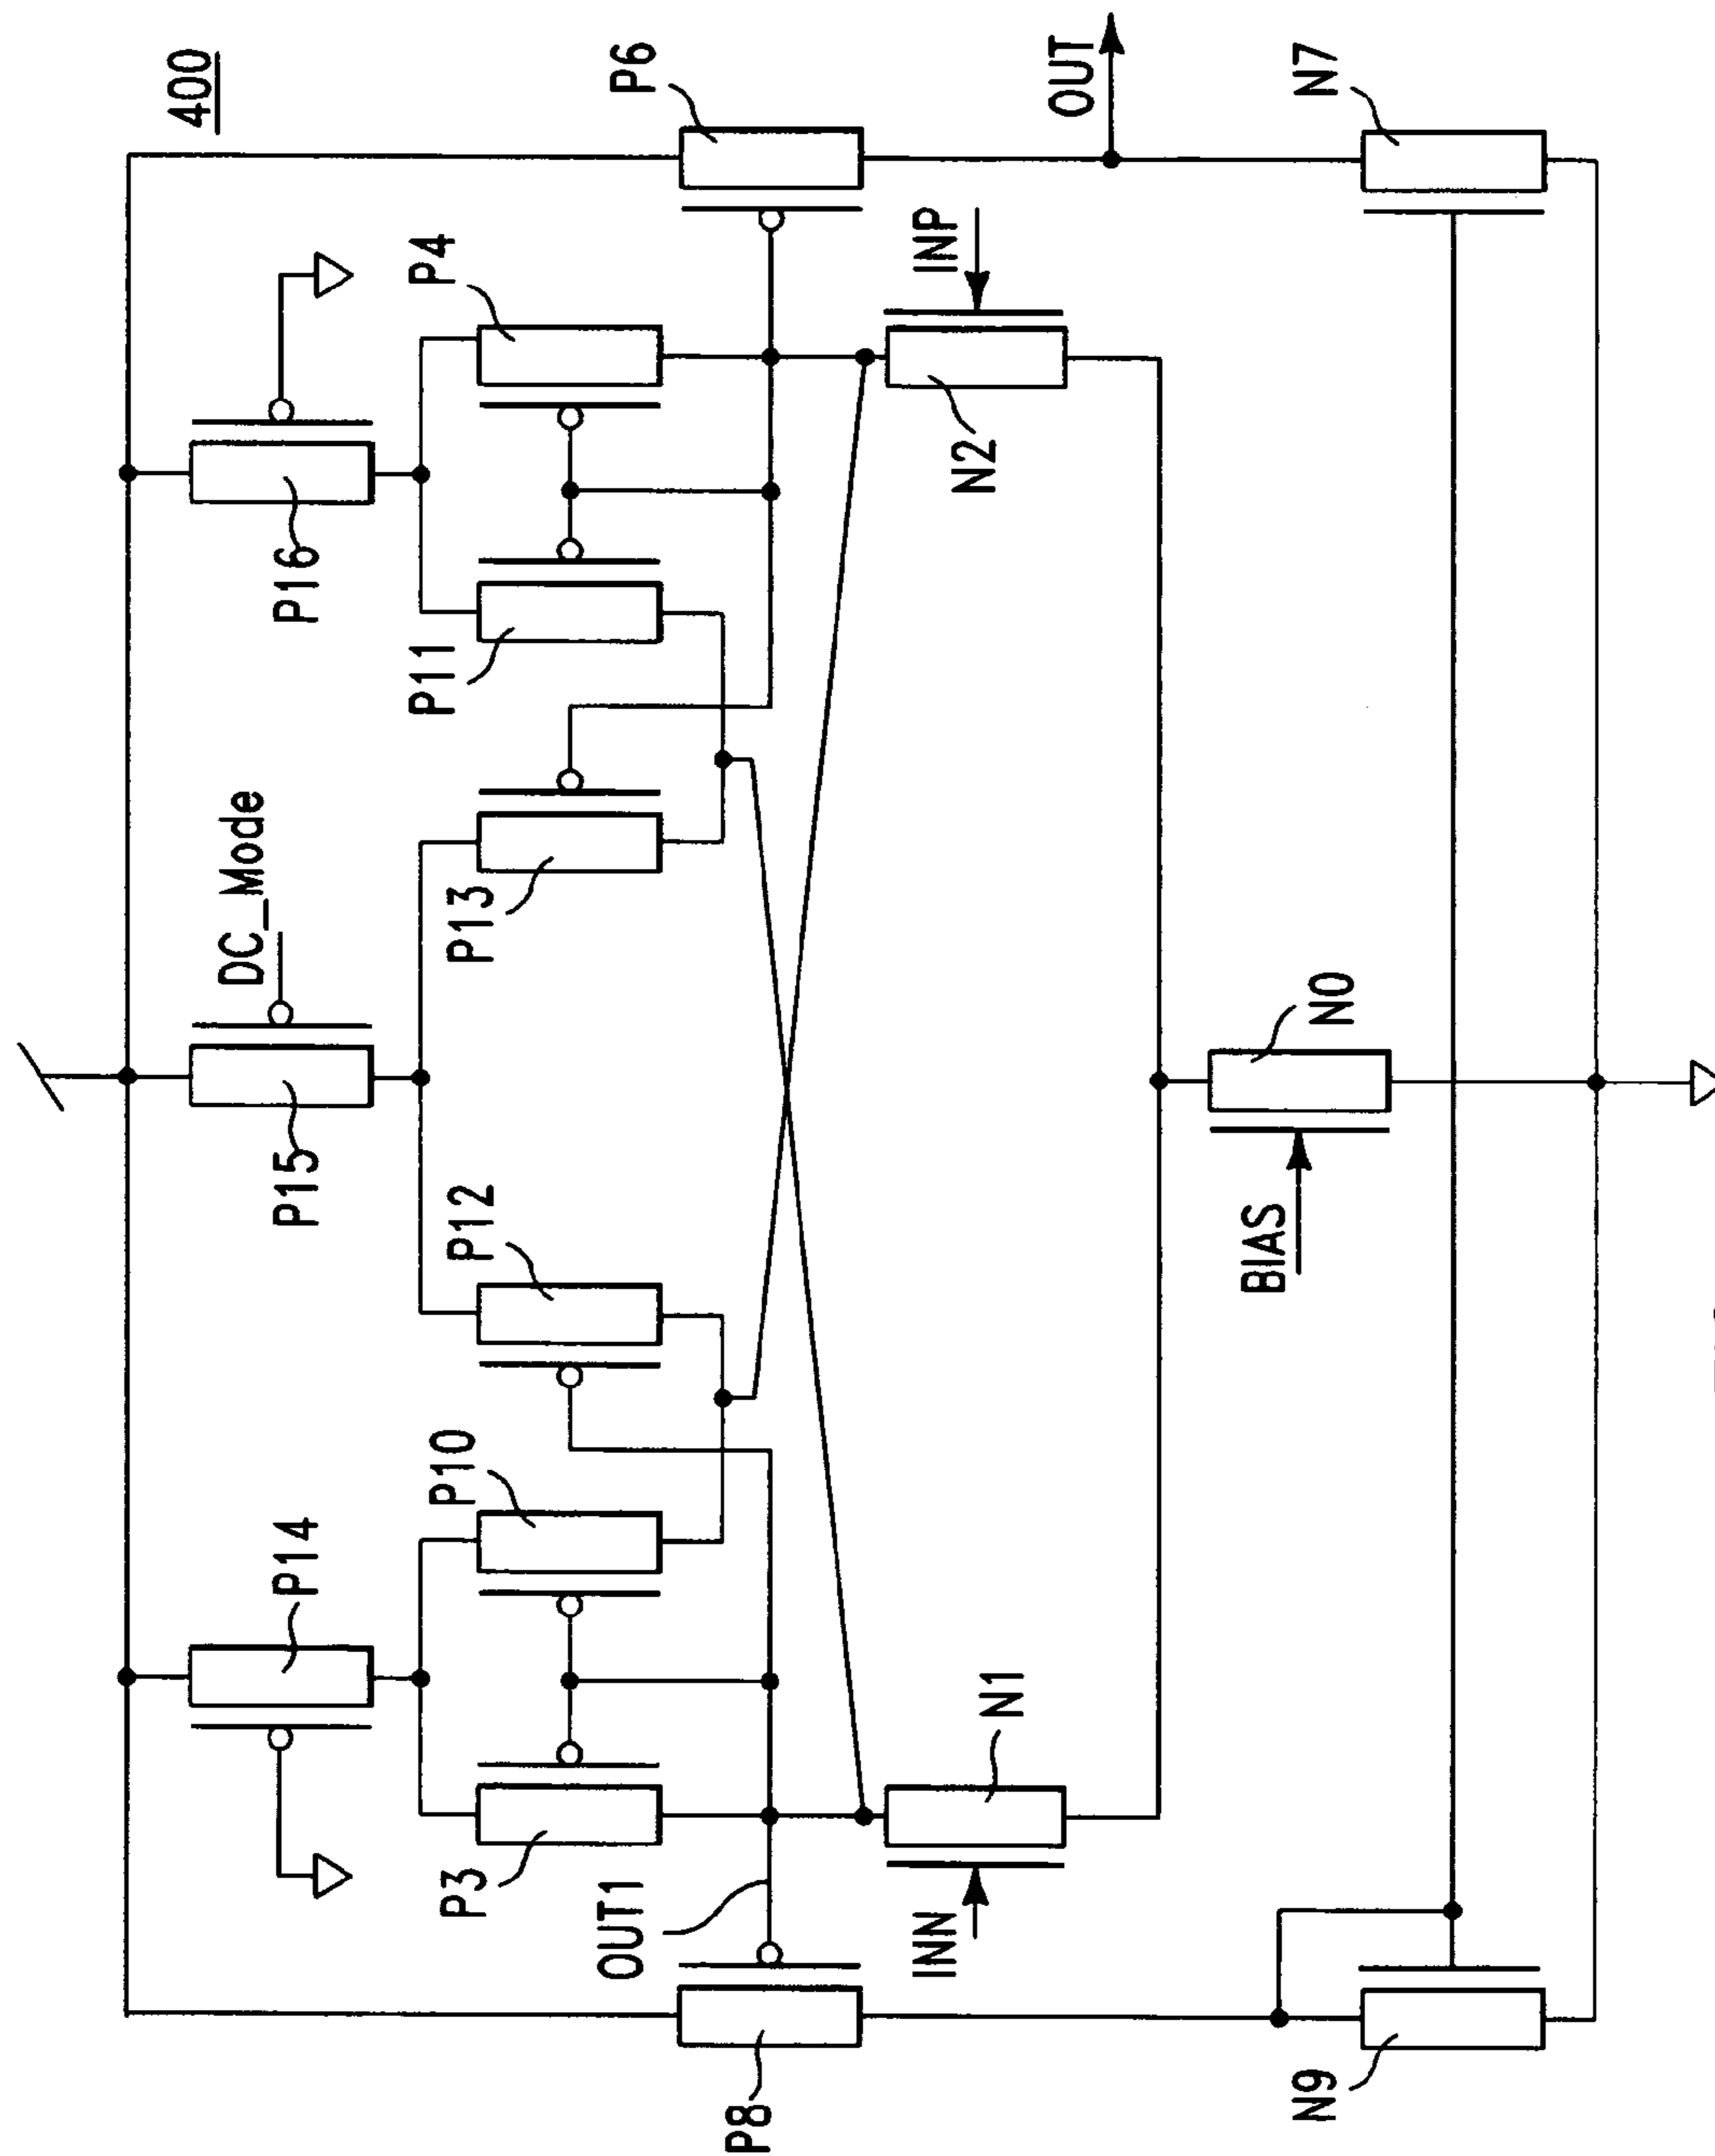 400
DC_Mode
P14
P15
P16
P3
P10
P12
P13
P11
P4
P8
OUT1
P6
INN
N1
N2
INP
OUT
BIAS
N0
N9
N7